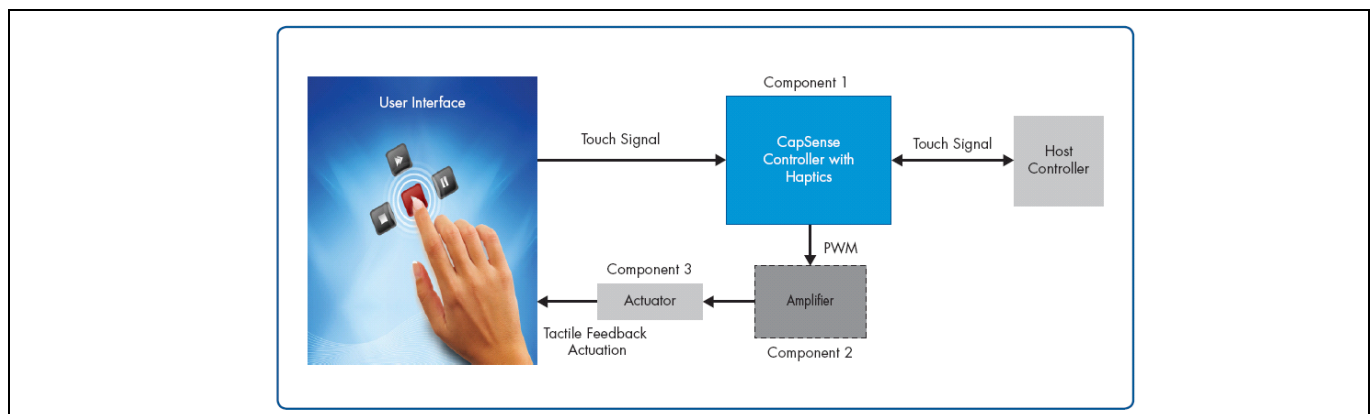 User Interface
Touch Signal
Component 1
CapSense
Controller with
Haptics
Touch Signal
Host
Controller
PWM
Component 3
Actuator
Amplifier
Tactile Feedback
Actuation
Component 2